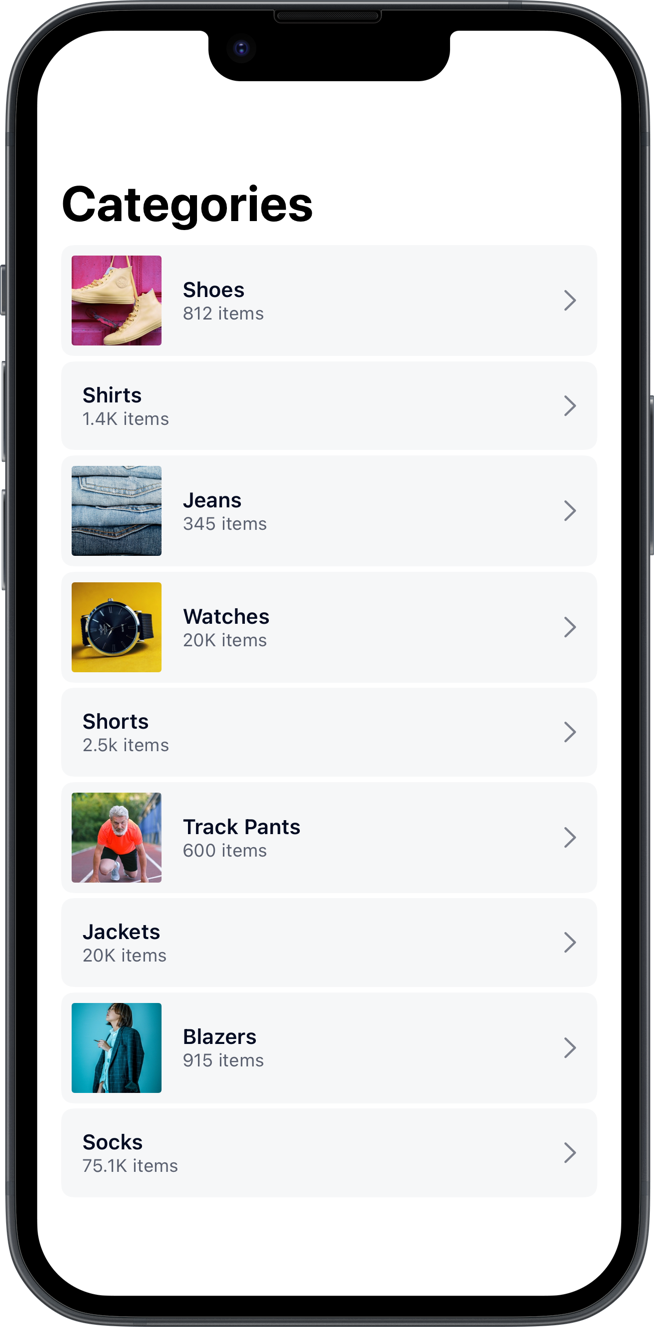 Categories
Shoes
812 items
Shirts
1.4K items
Jeans
345 items
Watches
20K items
Shorts
2.5k items
Track Pants
600 items
Jackets
20K items
Blazers
915 items
Socks
75.1K items